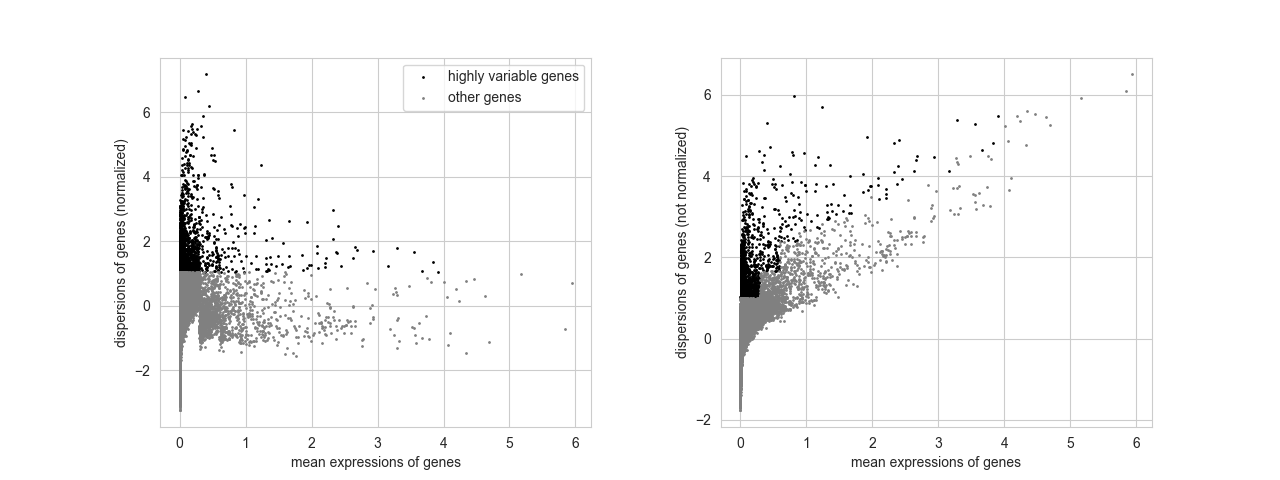 highly variable genes
other genes
dispersions of genes (normalized)
6
4
2
0
−2
0 1 2 3 4 5 6
mean expressions of genes
dispersions of genes (not normalized)
6
4
2
0
−2
0 1 2 3 4 5 6
mean expressions of genes